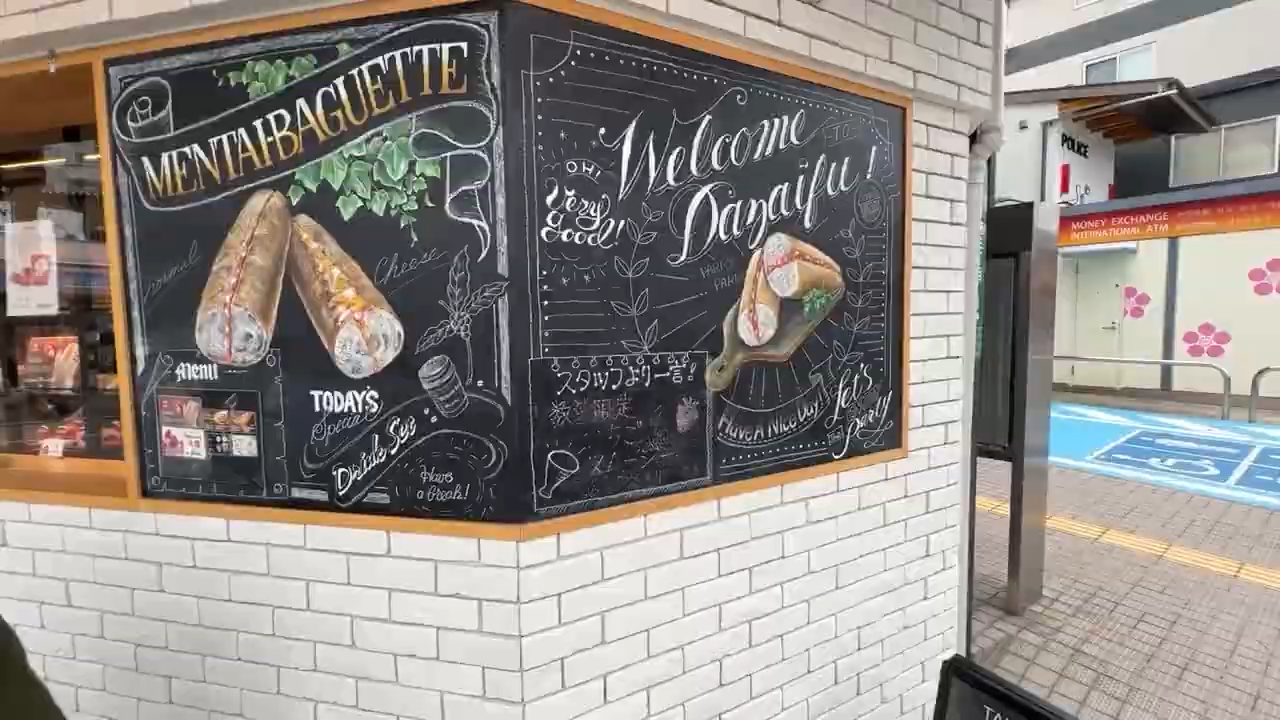 MENTAI-BAGUETTE
normal
Cheese
Menu
TODAY'S
Special
Drink Set
Have a Break!
OH!
Very
good!
Welcome
TO
Dazaifu!
スタッフより一言!
数量限定
Have A Nice Day!
Let's
Party
POLICE
MONEY EXCHANGE
INTERNATIONAL ATM